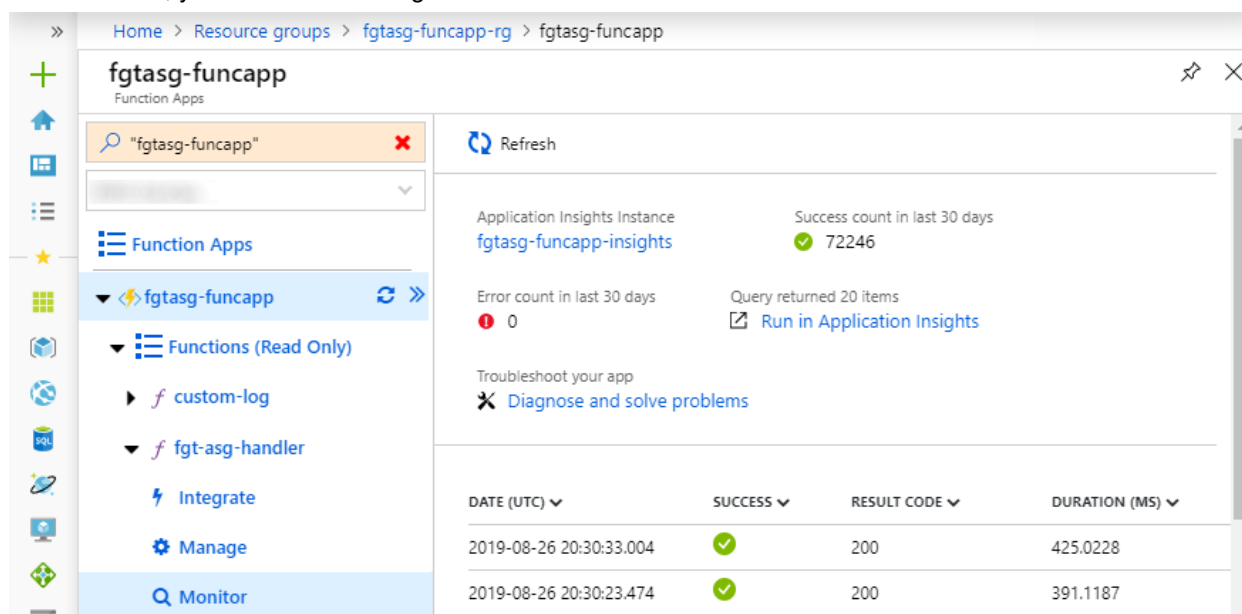 Home > Resource groups > fgtasg-funcapp-rg > fgtasg-funcapp
fgtasg-funcapp
Function Apps
"fgtasg-funcapp"
Refresh
Application Insights Instance
fgtasg-funcapp-insights
Success count in last 30 days
72246
Function Apps
fgtasg-funcapp
Error count in last 30 days
0
Query returned 20 items
Run in Application Insights
Functions (Read Only)
custom-log
Troubleshoot your app
Diagnose and solve problems
fgt-asg-handler
Integrate
Manage
Monitor
DATE (UTC) SUCCESS RESULT CODE DURATION (MS)
2019-08-26 20:30:33.004 200 425.0228
2019-08-26 20:30:23.474 200 391.1187
SQL